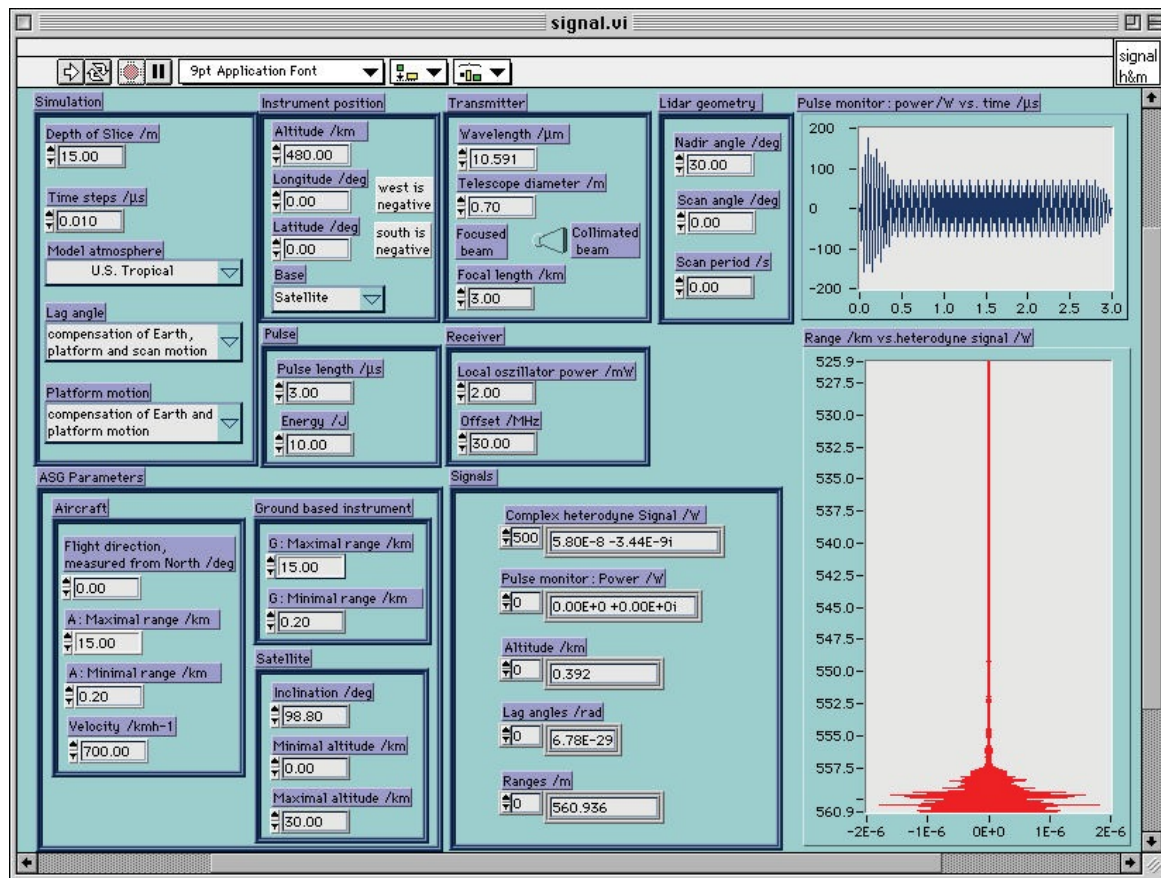 signal.vi
signal
h&m
9pt Application Font
Simulation
Depth of Slice /m
15.00
Time steps /µs
0.010
Model atmosphere
U.S. Tropical
Lag angle
compensation of Earth,
platform and scan motion
Platform motion
compensation of Earth and
platform motion
Instrument position
Altitude /km
480.00
Longitude /deg
0.00
west is
negative
Latitude /deg
0.00
south is
negative
Base
Satellite
Transmitter
Wavelength /µm
10.591
Telescope diameter /m
0.70
Focused
beam
Collimated
beam
Focal length /km
3.00
Lidar geometry
Nadir angle /deg
30.00
Scan angle /deg
0.00
Scan period /s
0.00
Pulse monitor: power/W vs. time /µs
200
100
0
-100
-200
0.0 0.5 1.0 1.5 2.0 2.5 3.0
Pulse
Pulse length /µs
3.00
Energy /J
10.00
Receiver
Local oszillator power /mW
2.00
Offset /MHz
30.00
Range /km vs.heterodyne signal /W
525.9
527.5
530.0
532.5
535.0
537.5
540.0
542.5
545.0
547.5
550.0
552.5
555.0
557.5
560.9
-2E-6 -1E-6 0E+0 1E-6 2E-6
ASG Parameters
Aircraft
Flight direction,
measured from North /deg
0.00
A: Maximal range /km
15.00
A: Minimal range /km
0.20
Velocity /kmh-1
700.00
Ground based instrument
G: Maximal range /km
15.00
G: Minimal range /km
0.20
Satellite
Inclination /deg
98.80
Minimal altitude /km
0.00
Maximal altitude /km
30.00
Signals
Complex heterodyne Signal /W
500 5.80E-8 -3.44E-9i
Pulse monitor: Power /W
0 0.00E+0 +0.00E+0i
Altitude /km
0 0.392
Lag angles /rad
0 6.78E-29
Ranges /m
0 560.936